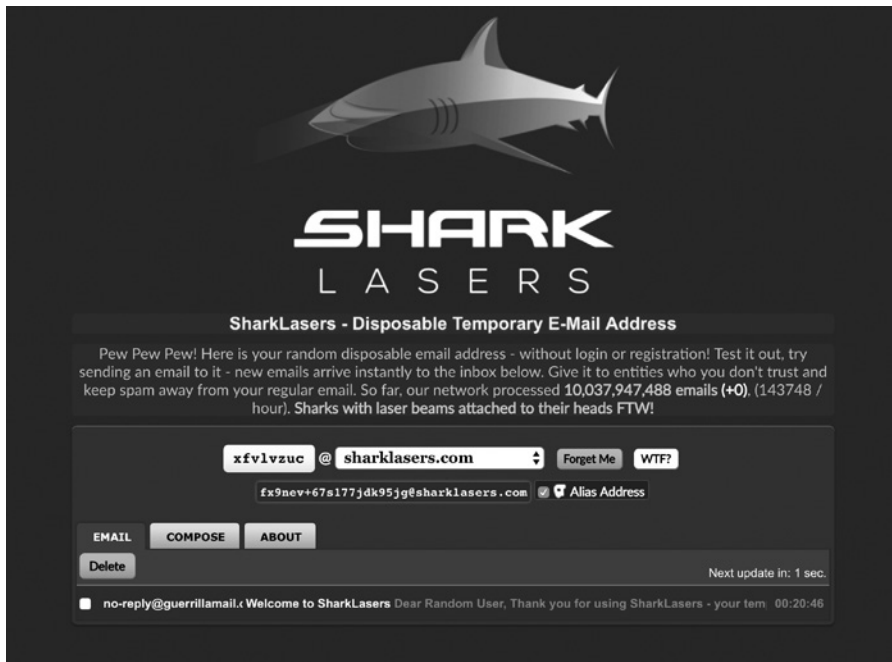 SHARK
LASERS
SharkLasers - Disposable Temporary E-Mail Address
Pew Pew Pew! Here is your random disposable email address - without login or registration! Test it out, try
sending an email to it - new emails arrive instantly to the inbox below. Give it to entities who you don't trust and
keep spam away from your regular email. So far, our network processed 10,037,947,488 emails (+0), (143748 /
hour). Sharks with laser beams attached to their heads FTW!
xfvlvzuc @ sharklasers.com Forget Me WTF?
fx9nev+67s177jdk95jg@sharklasers.com Alias Address
EMAIL COMPOSE ABOUT
Delete
Next update in: 1 sec.
no-reply@guerrillamail.c Welcome to SharkLasers Dear Random User, Thank you for using SharkLasers - your tem 00:20:46